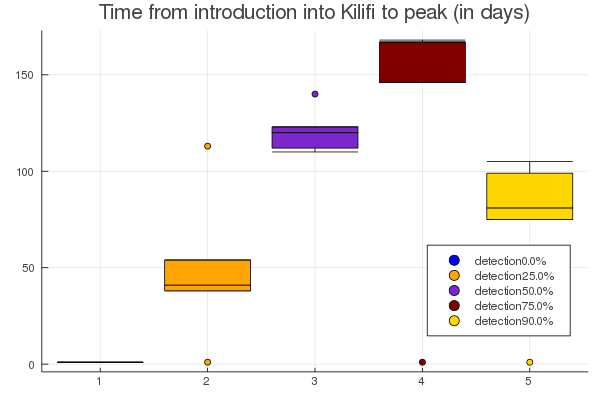 Time from introduction into Kilifi to peak (in days)
150
100
50
0
detection0.0%
detection25.0%
detection50.0%
detection75.0%
detection90.0%
1 2 3 4 5